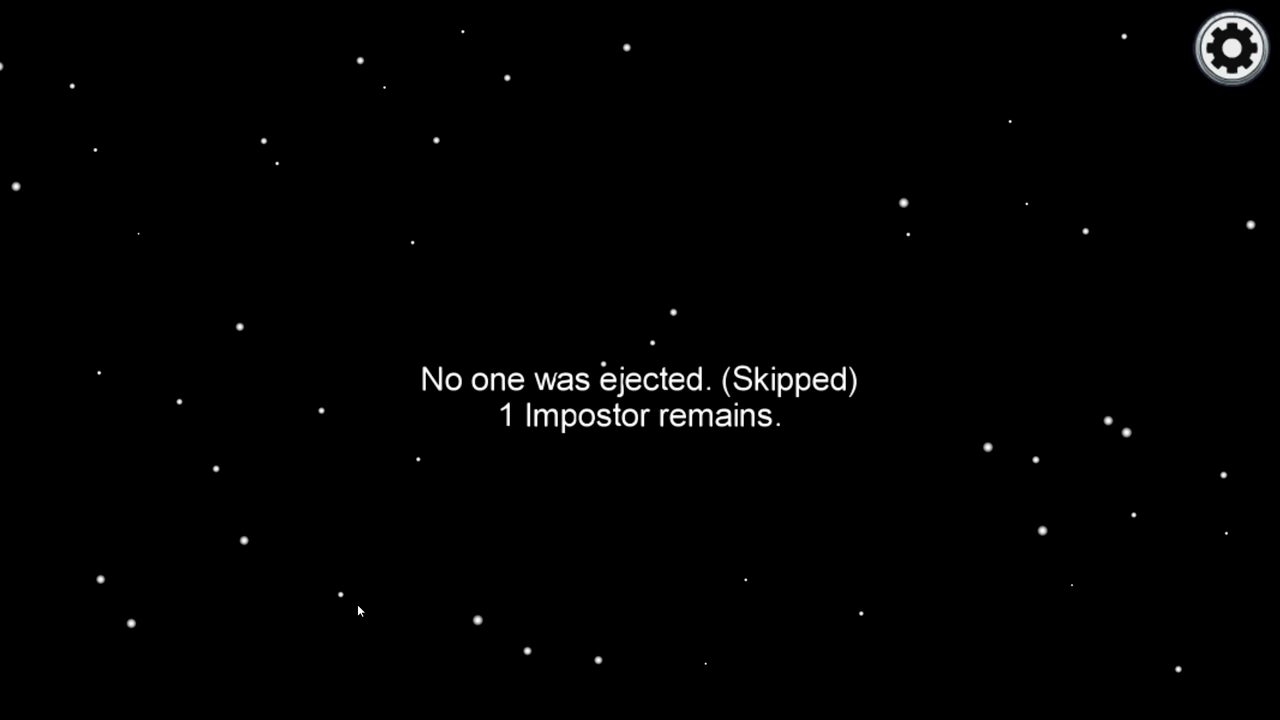 No one was ejected. (Skipped)
1 Impostor remains.